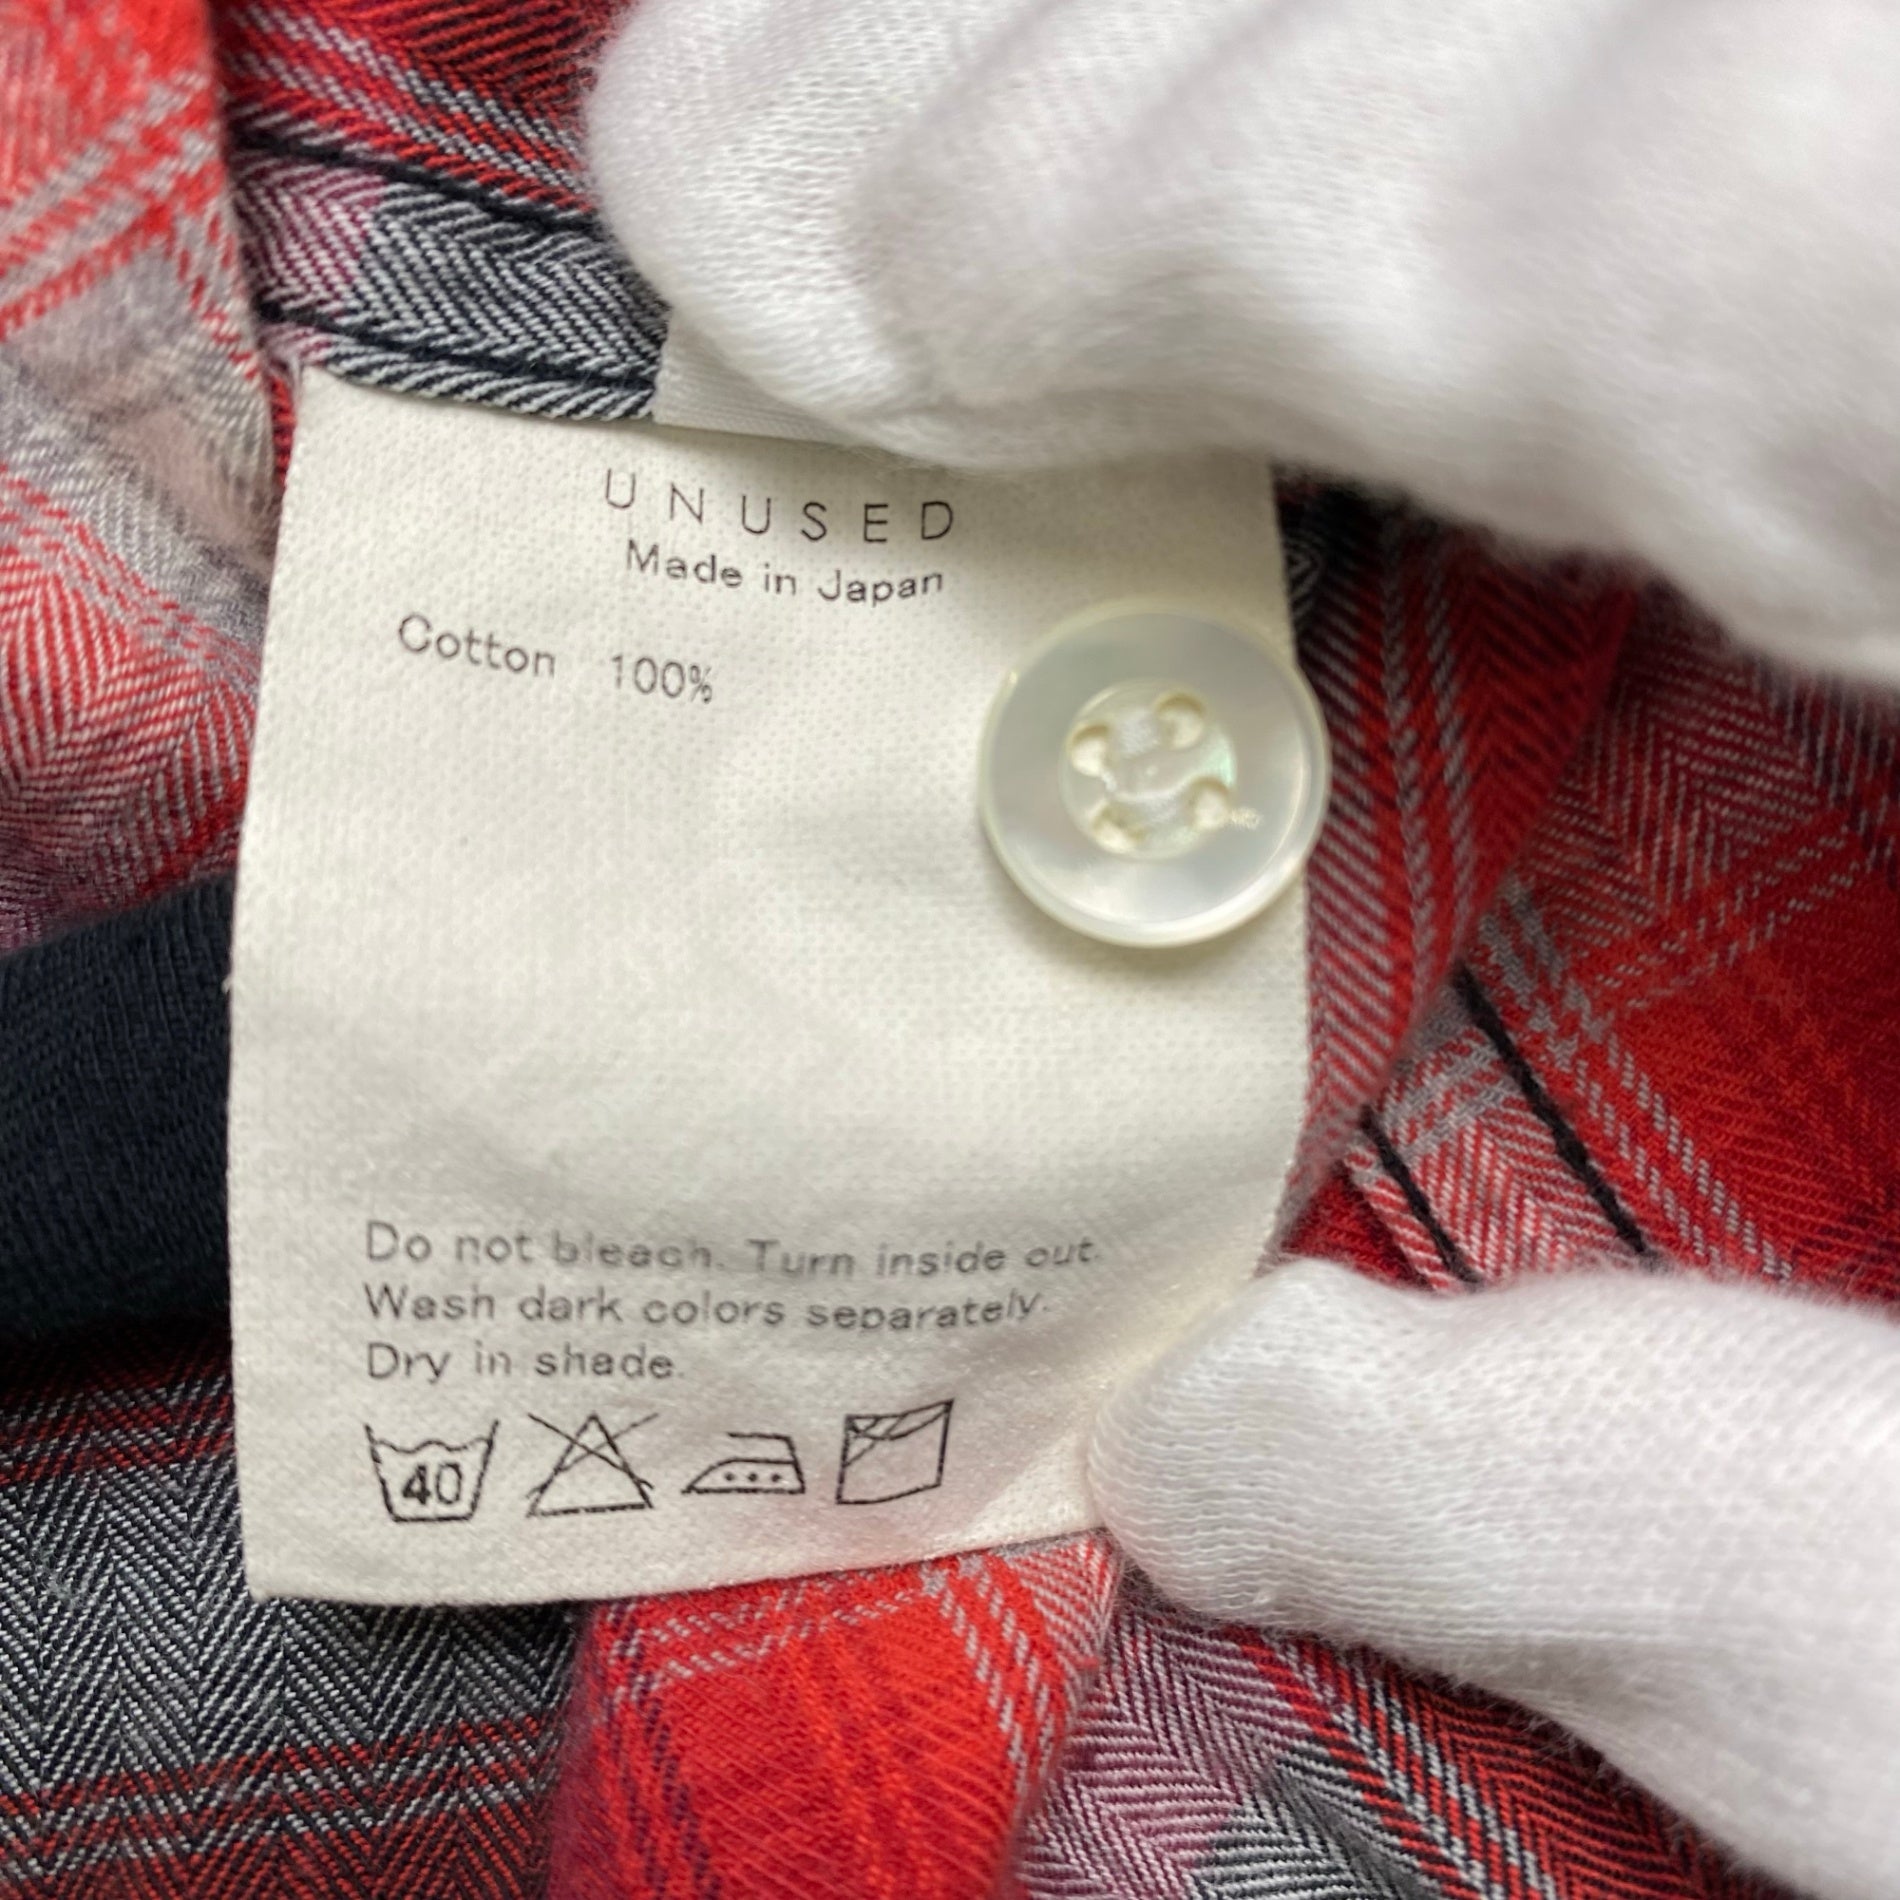 UNUSED
Made in Japan
Cotton 100%
Do not bleach. Turn inside out.
Wash dark colors separately.
Dry in shade.
40